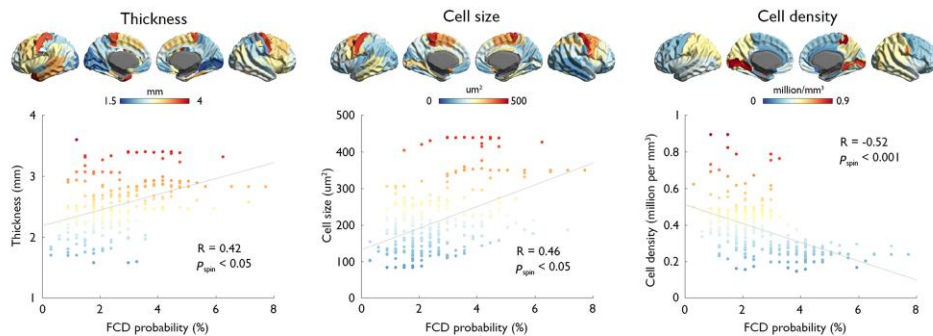 Thickness
Cell size
Cell density
mm
1.5 4
um²
0 500
million/mm³
0 0.9
Thickness (mm)
4
3
2
1
R = 0.42
Pspin < 0.05
0 2 4 6 8
FCD probability (%)
Cell size (um²)
500
400
300
200
100
0
R = 0.46
Pspin < 0.05
0 2 4 6 8
FCD probability (%)
Cell density (million per mm³)
1
0.8
0.6
0.4
0.2
0
R = -0.52
Pspin < 0.001
0 2 4 6 8
FCD probability (%)